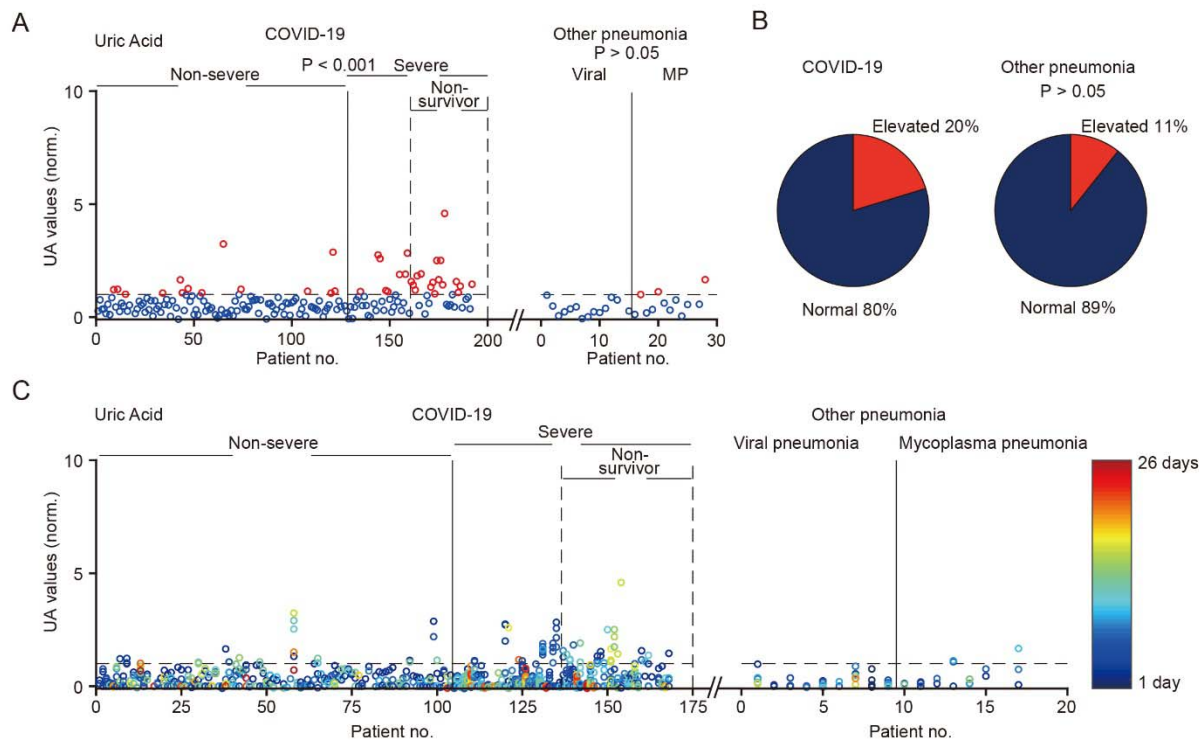 A
Uric Acid
COVID-19
Other pneumonia
P > 0.05
P < 0.001
Non-severe
Severe
Viral
MP
Non-
survivor
UA values (norm.)
10
5
0
0
50
100
150
200
0
10
20
30
Patient no.
Patient no.
B
COVID-19
Other pneumonia
P > 0.05
Elevated 20%
Elevated 11%
Normal 80%
Normal 89%
C
Uric Acid
COVID-19
Other pneumonia
Non-severe
Severe
Viral pneumonia
Mycoplasma pneumonia
Non-
survivor
UA values (norm.)
10
5
0
0
25
50
75
100
125
150
175
0
5
10
15
20
Patient no.
Patient no.
26 days
1 day